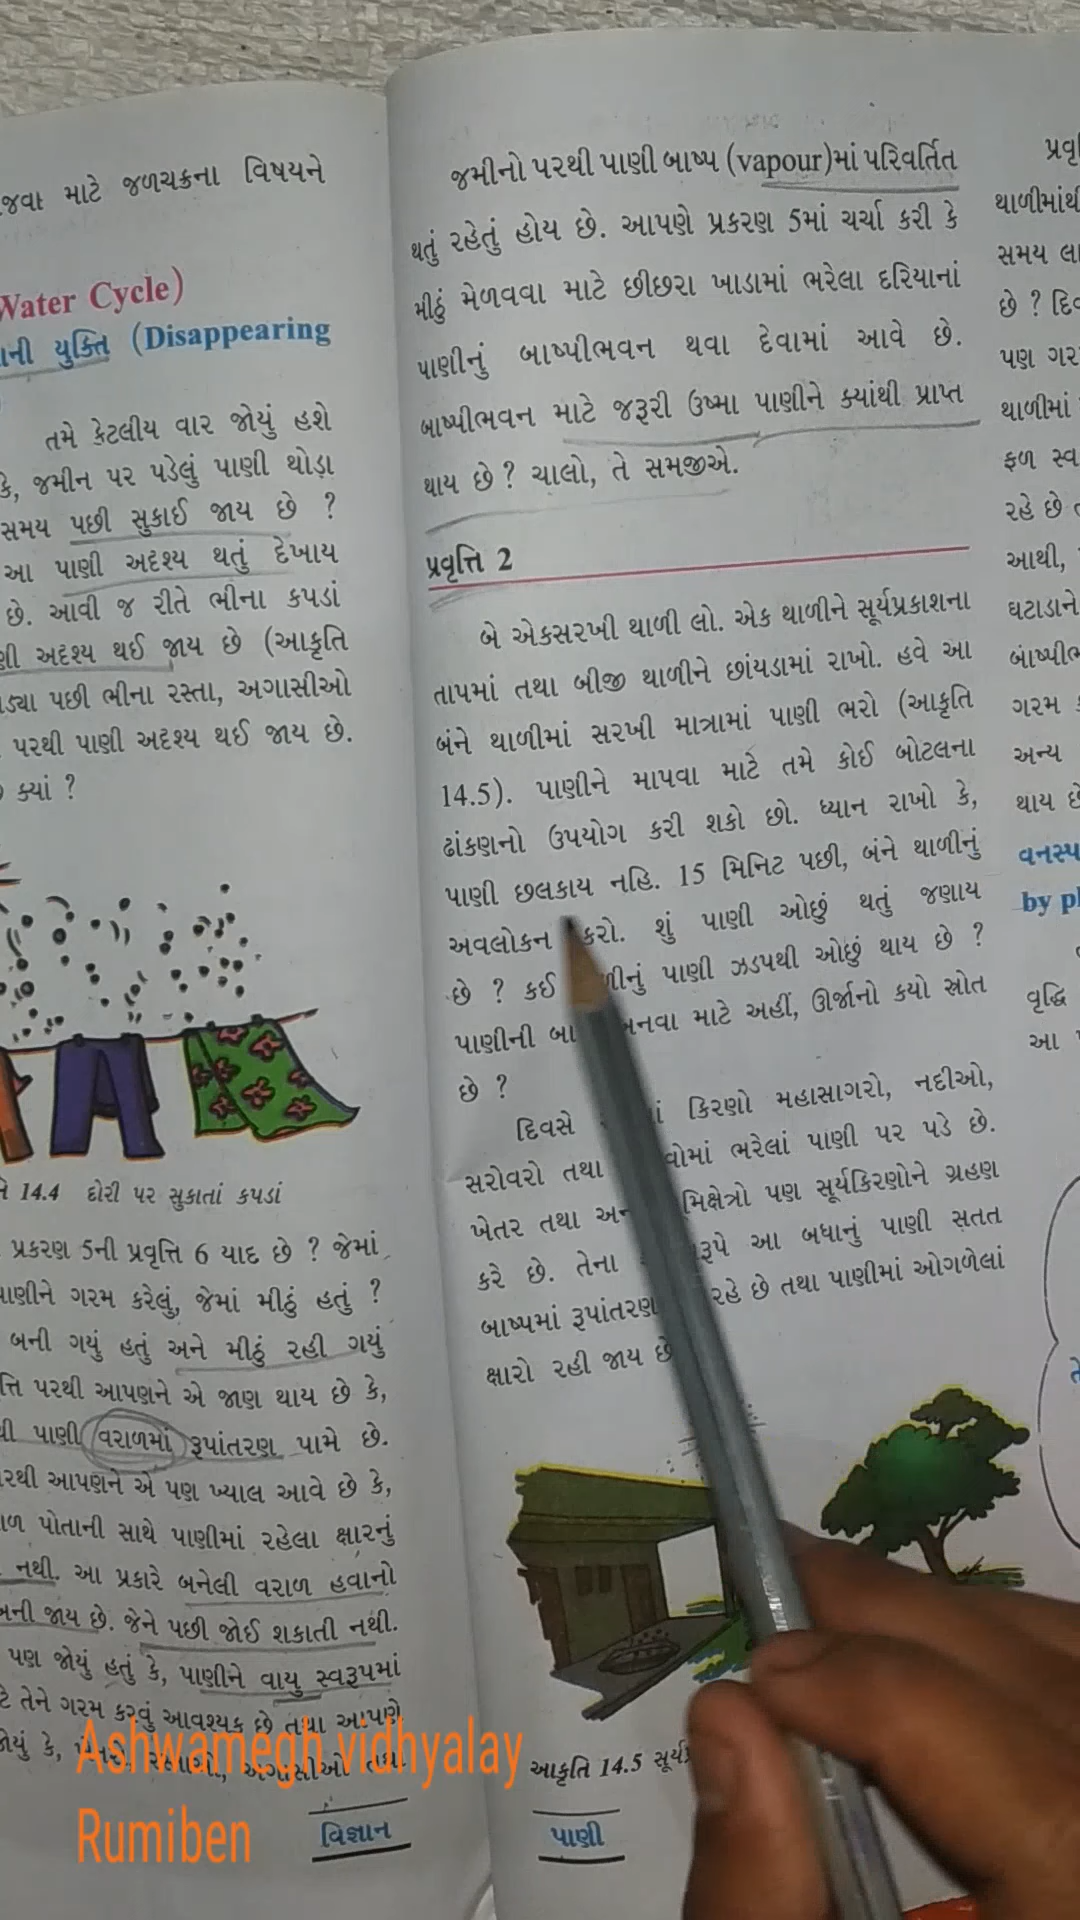 જવા માટે જળચક્રના વિષયને
Water Cycle)
યુક્તિ (Disappearing
તમે કેટલીય વાર જોયું હશે
કે, જમીન પર પડેલું પાણી થોડા
સમય પછી સુકાઈ જાય છે ?
આ પાણી અદૃશ્ય થતું દેખાય
છે. આવી જ રીતે ભીના કપડાં
અદૃશ્ય થઈ જાય છે (આકૃતિ
પછી ભીના રસ્તા, અગાસીઓ
પરથી પાણી અદૃશ્ય થઈ જાય છે.
ક્યાં ?
14.4 દોરી પર સુકાતાં કપડાં
પ્રકરણ 5ની પ્રવૃત્તિ 6 યાદ છે ? જેમાં
ગરમ કરેલું, જેમાં મીઠું હતું ?
બની ગયું હતું અને મીઠું રહી ગયું
પરથી આપણને એ જાણ થાય છે કે,
પાણી વરાળમાં રૂપાંતરણ પામે છે.
આપણને એ પણ ખ્યાલ આવે છે કે,
પોતાની સાથે પાણીમાં રહેલા ક્ષારનું
નથી. આ પ્રકારે બનેલી વરાળ હવાનો
જાય છે. જેને પછી જોઈ શકાતી નથી.
પણ જોયું હતું કે, પાણીને વાયુ સ્વરૂપમાં
તેને ગરમ કરવું આવશ્યક છે તથા આપણે
કે,
વિજ્ઞાન
જમીનો પરથી પાણી બાષ્પ (vapour)માં પરિવર્તિત
થતું રહેતું હોય છે. આપણે પ્રકરણ 5માં ચર્ચા કરી કે
મીઠું મેળવવા માટે છીછરા ખાડામાં ભરેલા દરિયાનાં
પાણીનું બાષ્પીભવન થવા દેવામાં આવે છે.
બાષ્પીભવન માટે જરૂરી ઉષ્મા પાણીને ક્યાંથી પ્રાપ્ત
થાય છે ? ચાલો, તે સમજીએ.
પ્રવૃત્તિ 2
બે એકસરખી થાળી લો. એક થાળીને સૂર્યપ્રકાશના
તાપમાં તથા બીજી થાળીને છાંયડામાં રાખો. હવે આ
બંને થાળીમાં સરખી માત્રામાં પાણી ભરો (આકૃતિ
14.5). પાણીને માપવા માટે તમે કોઈ બોટલના
ઢાંકણનો ઉપયોગ કરી શકો છો. ધ્યાન રાખો કે,
પાણી છલકાય નહિ. 15 મિનિટ પછી, બંને થાળીનું
અવલોકન કરો. શું પાણી ઓછું થતું જણાય
છે ? કઈ પાણી ઝડપથી ઓછું થાય છે ?
પાણીની બનવા માટે અહીં, ઊર્જાનો કયો સ્રોત
છે ?
દિવસે કિરણો મહાસાગરો, નદીઓ,
સરોવરો તથા ભરેલાં પાણી પર પડે છે.
ખેતર તથા પણ સૂર્યકિરણોને ગ્રહણ
કરે છે. તેના આ બધાનું પાણી સતત
બાષ્પમાં રૂપાંતરણ રહે છે તથા પાણીમાં ઓગળેલાં
ક્ષારો રહી જાય છે
આકૃતિ 14.5
પાણી
સમય
છે ?
પણ
થાળીમાં
રહે છે
આથી,
ઘટાડાને
ગરમ
અન્ય
થાય
by
વૃદ્ધિ
આ
Ashwamegh vidhyalay
Rumiben